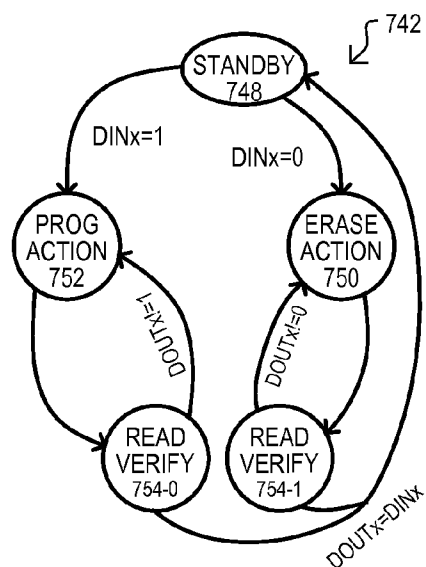 742
STANDBY
748
DINx=1
DINx=0
PROG
ACTION
752
ERASE
ACTION
750
DOUTx!=1
DOUTx!=0
READ
VERIFY
754-0
READ
VERIFY
754-1
DOUTx=DINx